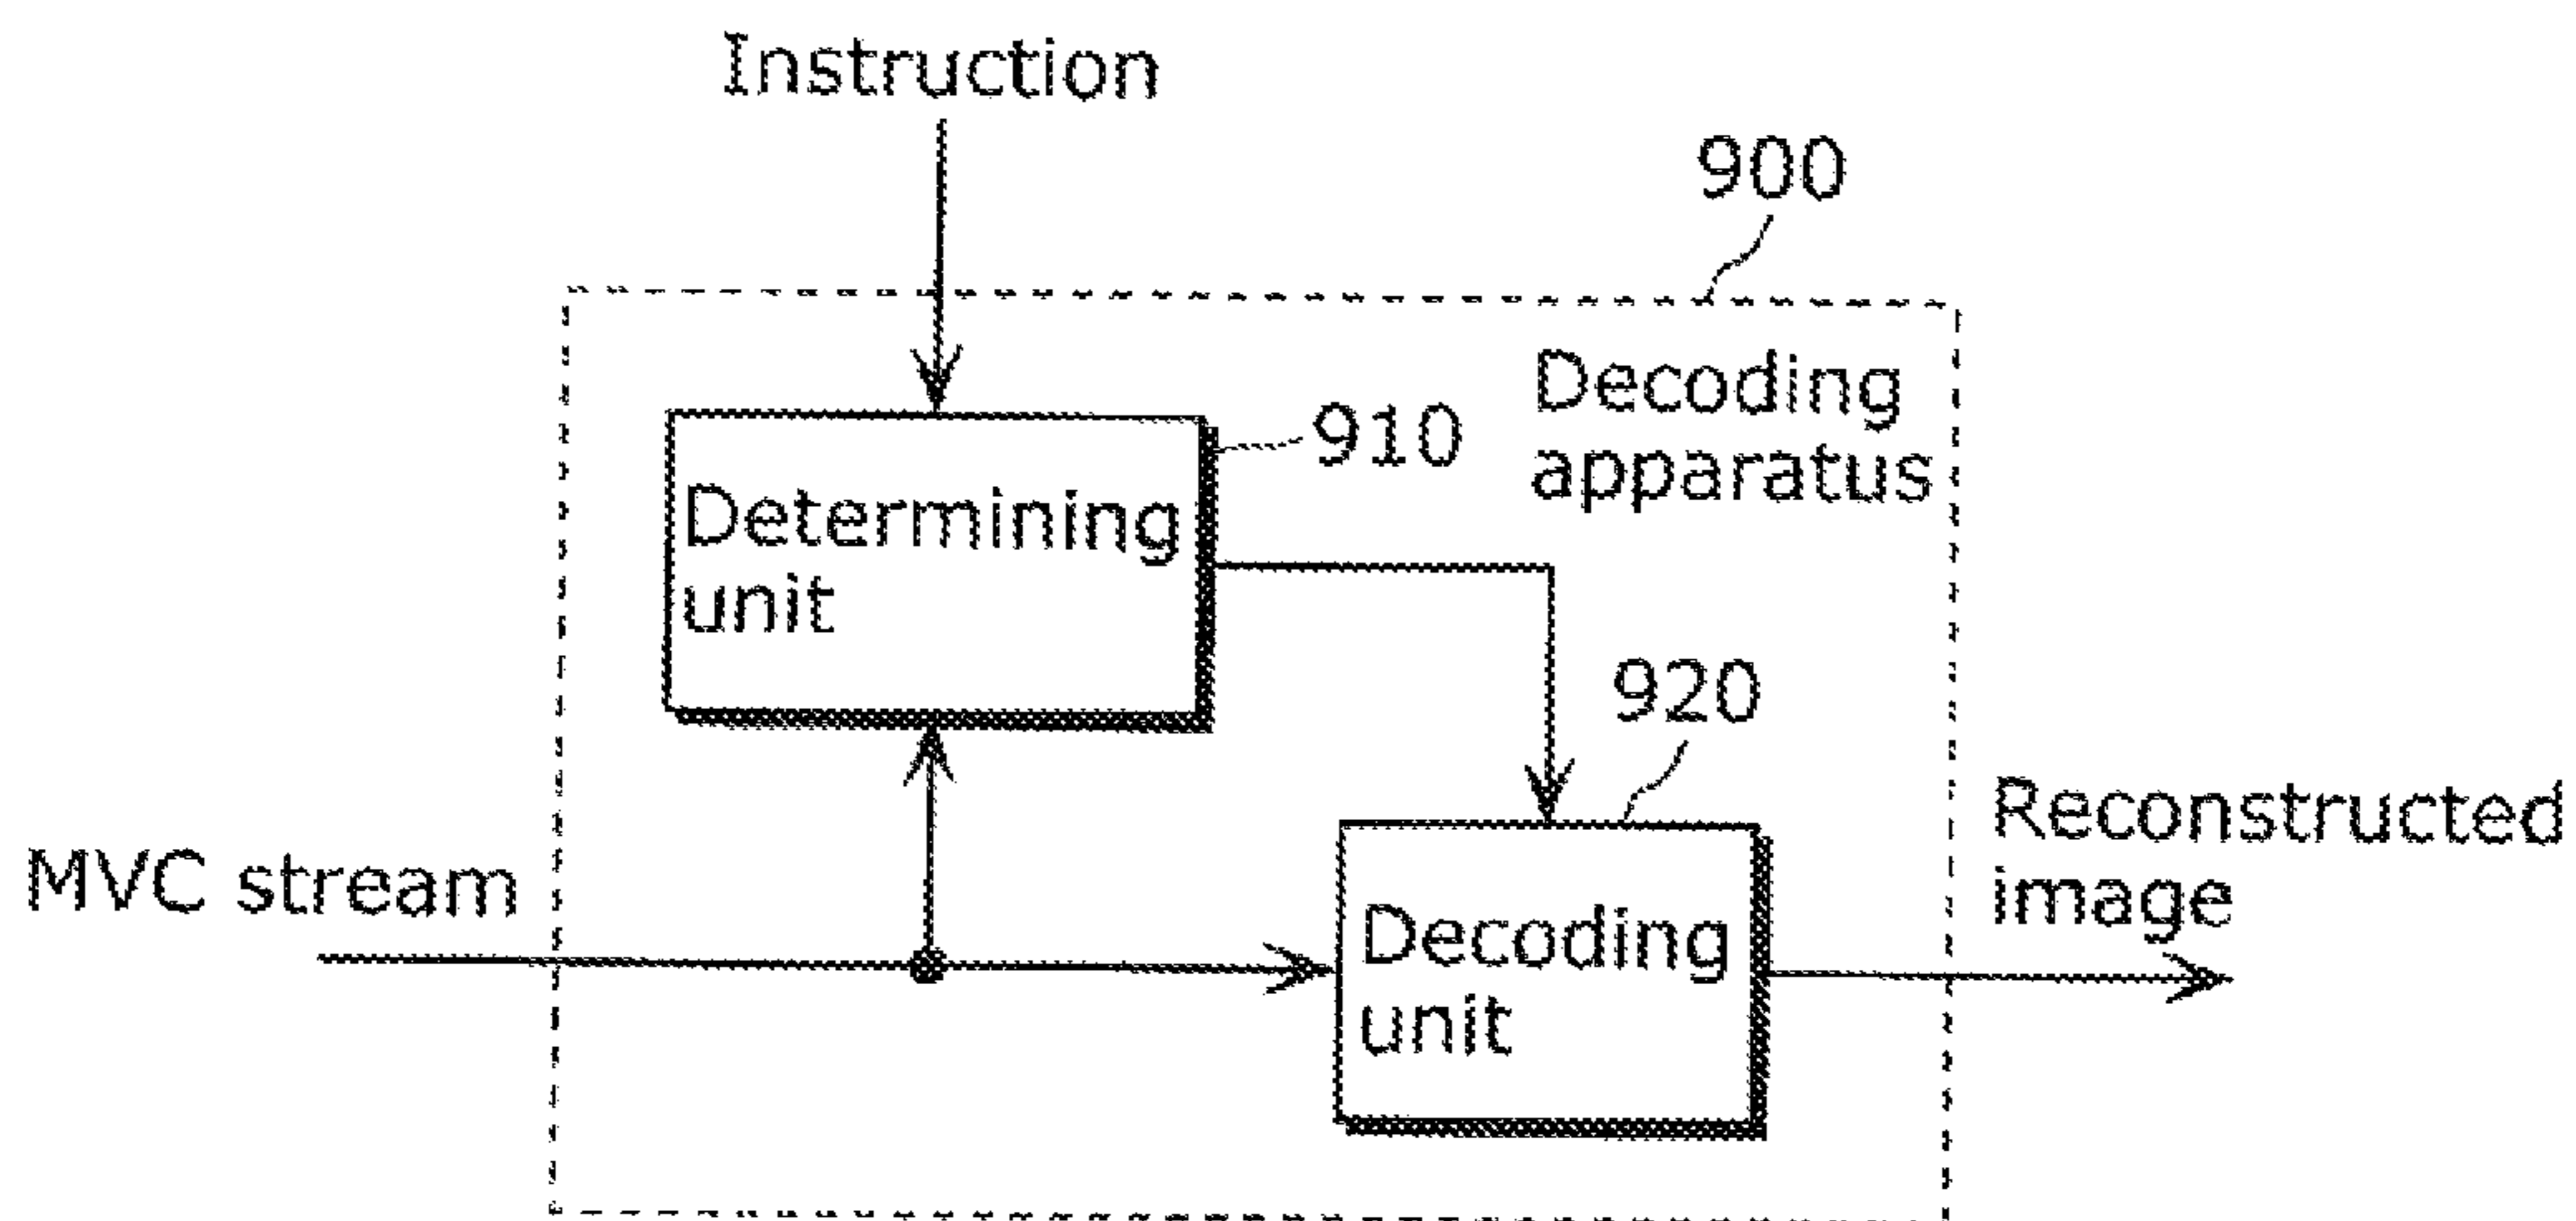 Instruction
900
Decoding
apparatus
910
Determining
unit
920
MVC stream
Decoding
unit
Reconstructed
image